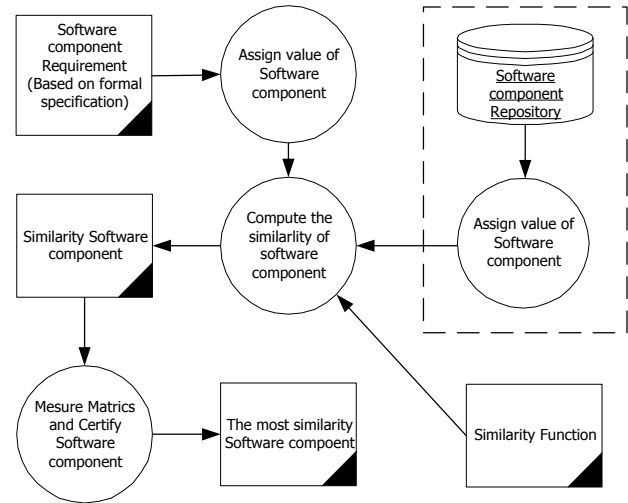 Software
component
Requirement
(Based on formal
specification)
Assign value of
Software
component
Software
component
Repository
Similarity Software
component
Compute the
similarlity of
software
component
Assign value of
Software
component
Mesure Matrics
and Certify
Software
component
The most similarity
Software compoent
Similarity Function